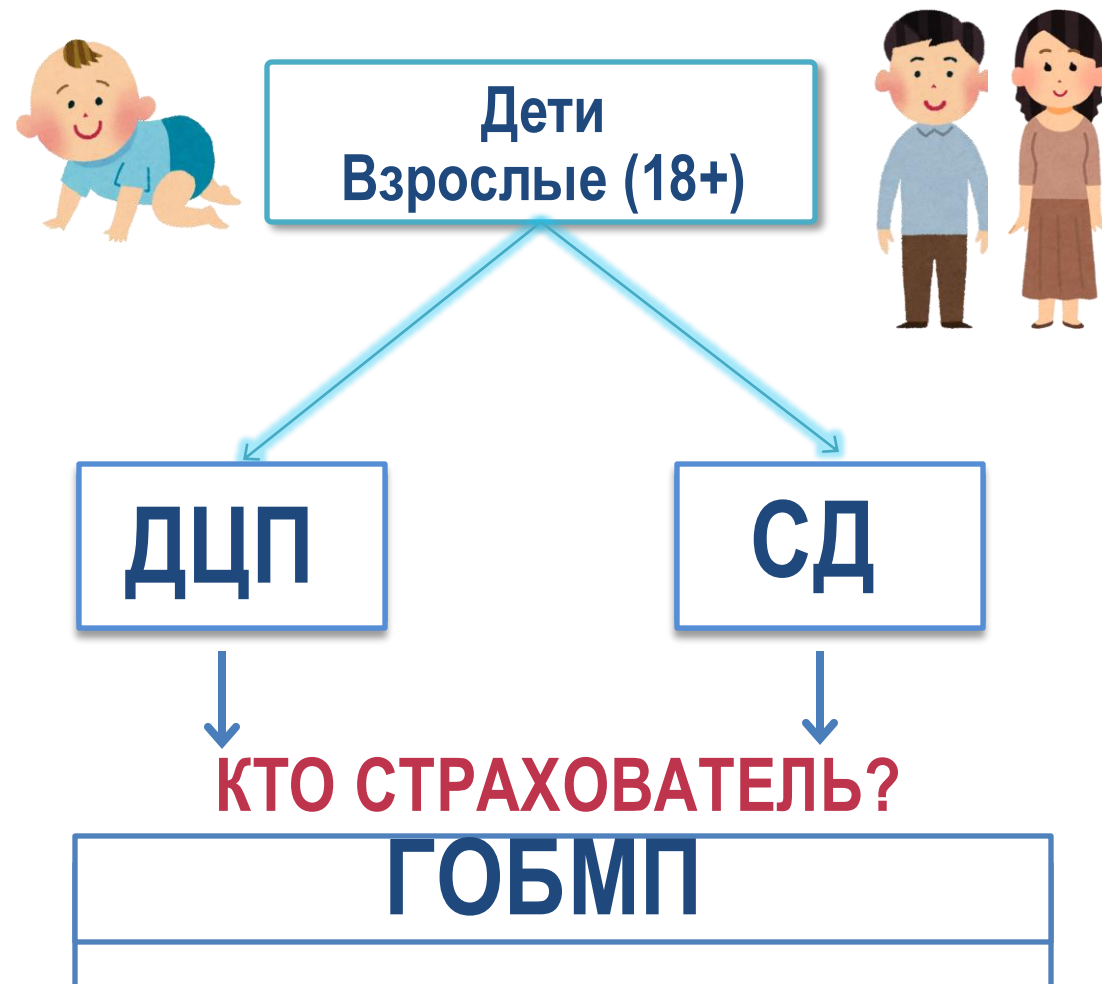 Дети
Взрослые (18+)
ДЦП
СД
КТО СТРАХОВАТЕЛЬ?
ГОБМП